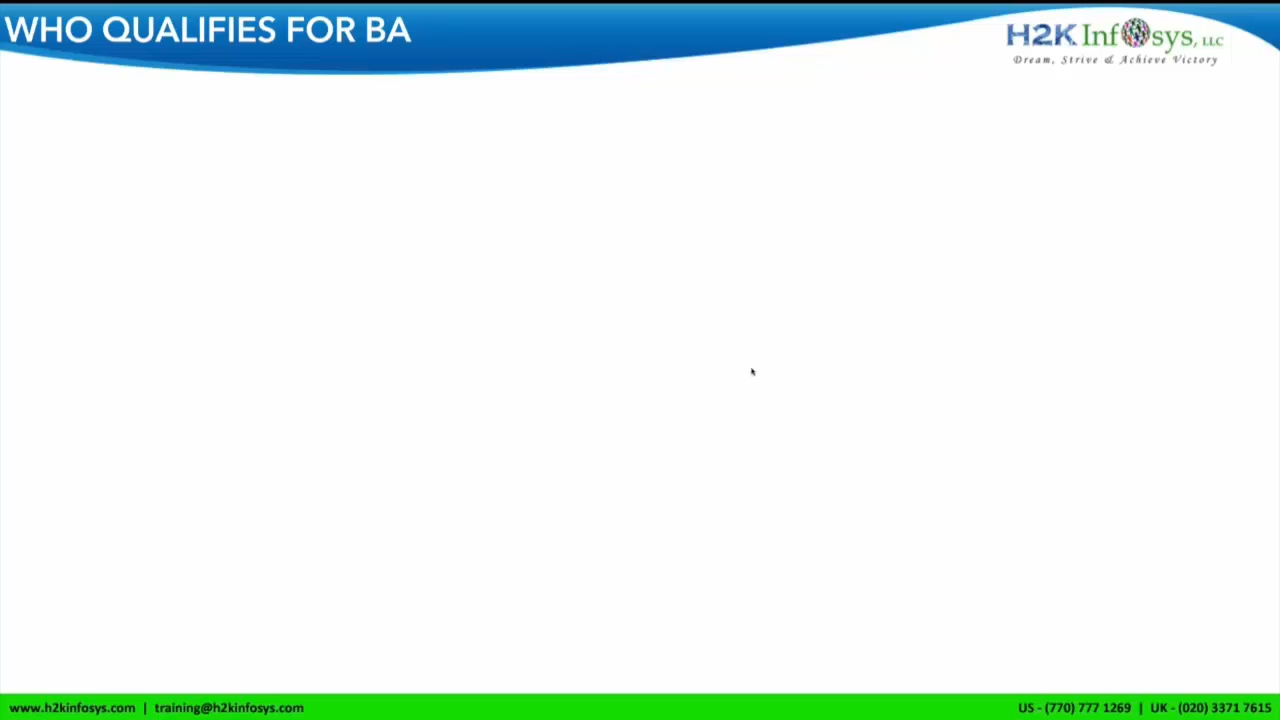 WHO QUALIFIES FOR BA
H2K Infosys, LLC
Dream, Strive & Achieve Victory
www.h2kinfosys.com | training@h2kinfosys.com
US - (770) 777 1269 | UK - (020) 3371 7615